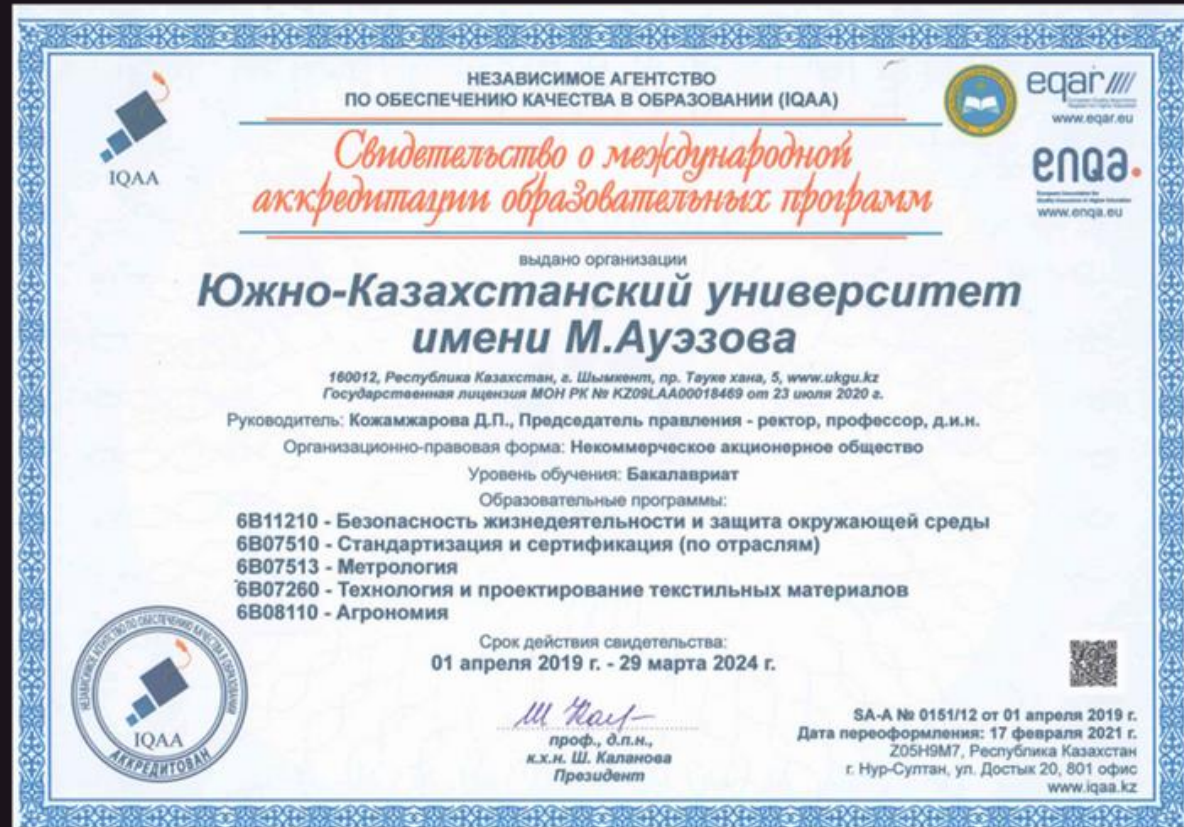 IQAA
НЕЗАВИСИМОЕ АГЕНТСТВО
ПО ОБЕСПЕЧЕНИЮ КАЧЕСТВА В ОБРАЗОВАНИИ (IQAA)
eqar
www.eqar.eu
enqa.
www.enqa.eu
Свидетельство о международной
аккредитации образовательных программ
выдано организации
Южно-Казахстанский университет
имени М.Ауэзова
160012, Республика Казахстан, г. Шымкент, пр. Тауке хана, 5, www.ukgu.kz
Государственная лицензия МОН РК № KZ09LAA00018469 от 23 июля 2020 г.
Руководитель: Кожамжарова Д.П., Председатель правления - ректор, профессор, д.и.н.
Организационно-правовая форма: Некоммерческое акционерное общество
Уровень обучения: Бакалавриат
Образовательные программы:
6В11210 - Безопасность жизнедеятельности и защита окружающей среды
6В07510 - Стандартизация и сертификация (по отраслям)
6В07513 - Метрология
6В07260 - Технология и проектирование текстильных материалов
6В08110 - Агрономия
Срок действия свидетельства:
01 апреля 2019 г. - 29 марта 2024 г.
НЕЗАВИСИМОЕ АГЕНТСТВО ПО ОБЕСПЕЧЕНИЮ КАЧЕСТВА В ОБРАЗОВАНИИ
IQAA
АККРЕДИТОВАН
проф., д.п.н.,
к.х.н. Ш. Каланова
Президент
SA-A № 0151/12 от 01 апреля 2019 г.
Дата переоформления: 17 февраля 2021 г.
Z05H9M7, Республика Казахстан
г. Нур-Султан, ул. Достык 20, 801 офис
www.iqaa.kz